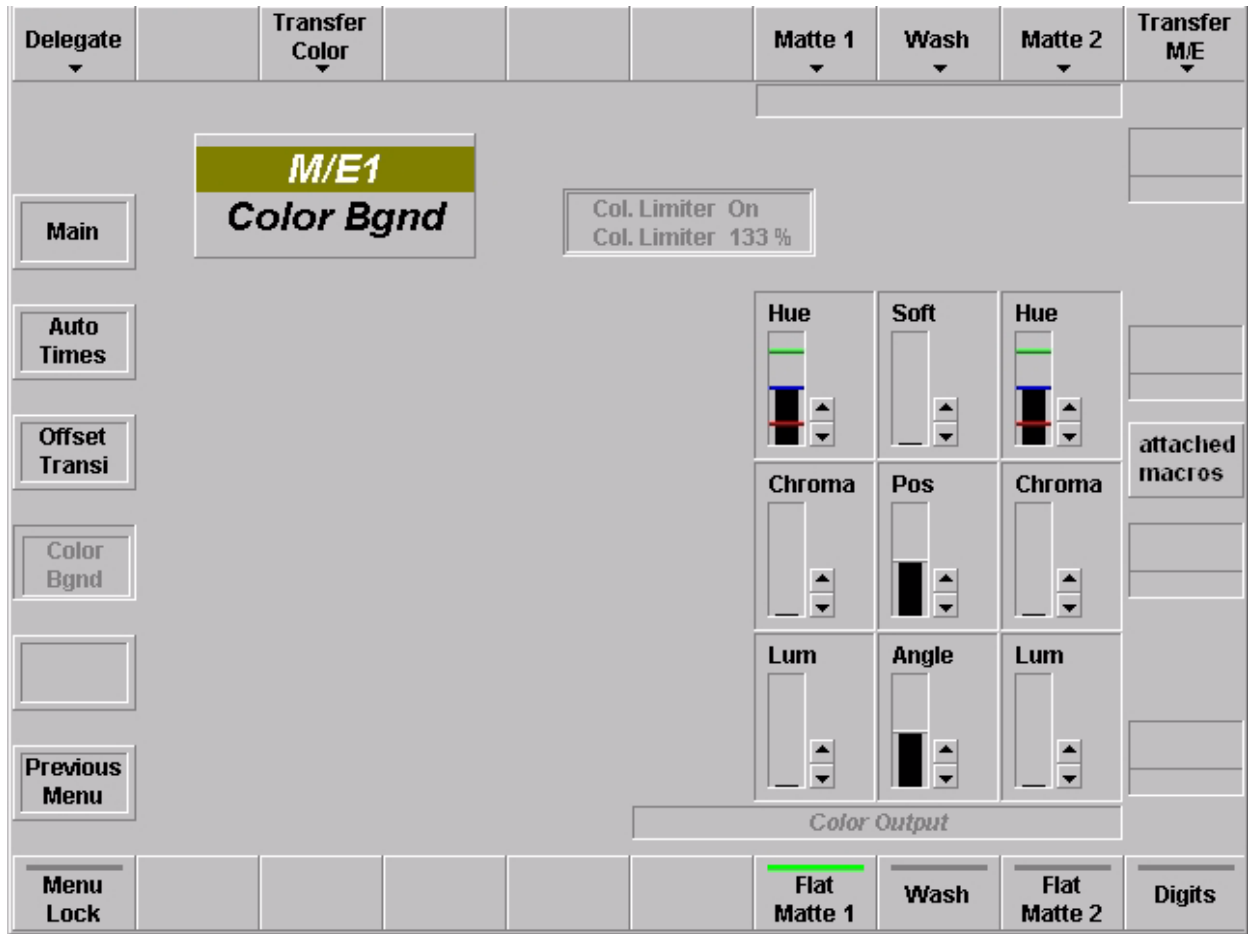 Delegate
Transfer
Color
Matte 1
Wash
Matte 2
Transfer
M/E
M/E1
Color Bgnd
Col. Limiter On
Col. Limiter 133 %
Main
Auto
Times
Offset
Transi
Color
Bgnd
Previous
Menu
Hue
Soft
Hue
Chroma
Pos
Chroma
Lum
Angle
Lum
attached
macros
Color Output
Menu
Lock
Flat
Matte 1
Wash
Flat
Matte 2
Digits